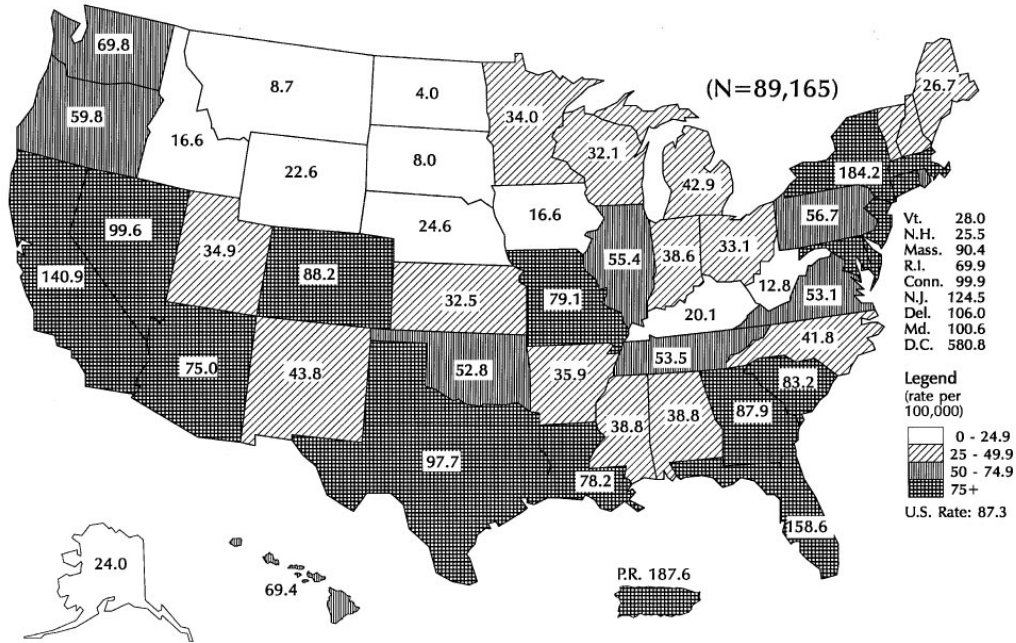 69.8
8.7
4.0
(N=89,165)
26.7
59.8
34.0
16.6
32.1
22.6
8.0
184.2
42.9
99.6
24.6
16.6
56.7
34.9
55.4
38.6
33.1
140.9
88.2
12.8
53.1
79.1
32.5
20.1
41.8
75.0
43.8
52.8
35.9
53.5
83.2
38.8
38.8
87.9
97.7
78.2
158.6
24.0
69.4
P.R. 187.6
Vt. 28.0
N.H. 25.5
Mass. 90.4
R.I. 69.9
Conn. 99.9
N.J. 124.5
Del. 106.0
Md. 100.6
D.C. 580.8
Legend
(rate per
100,000)
0 - 24.9
25 - 49.9
50 - 74.9
75+
U.S. Rate: 87.3